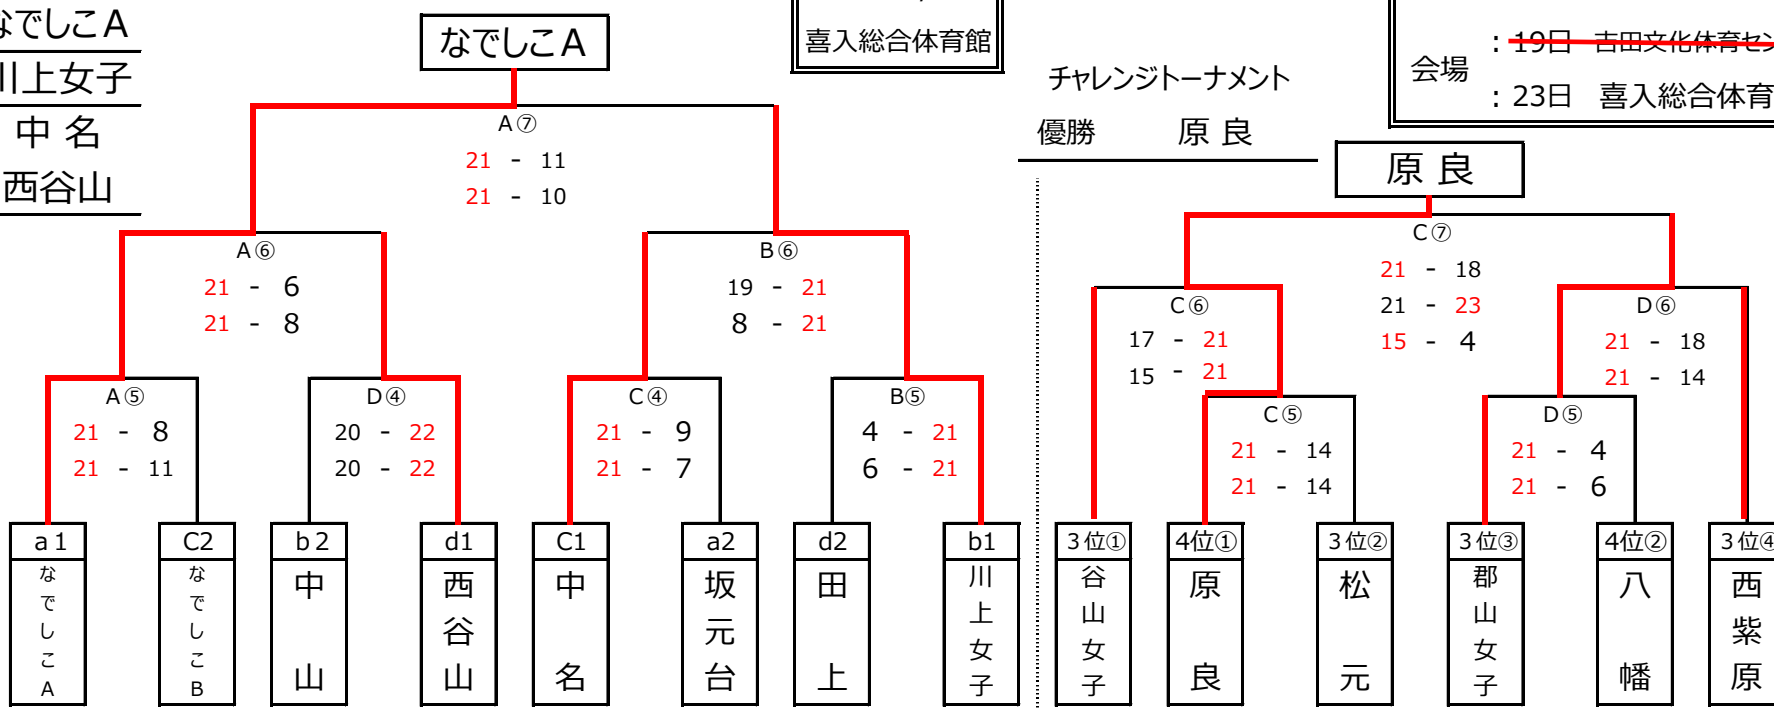 なでしこA
川上女子
中 名
西谷山
なでしこA
喜入総合体育館
チャレンジトーナメント
優勝 原 良
会場
: 19日 吉田文化体育セン
: 23日 喜入総合体育
原 良
A⑦
21 - 11
21 - 10
A⑥
21 - 6
21 - 8
B⑥
19 - 21
8 - 21
C⑦
21 - 18
21 - 23
15 - 4
C⑥
17 - 21
15 - 21
D⑥
21 - 18
21 - 14
A⑤
21 - 8
21 - 11
D④
20 - 22
20 - 22
C④
21 - 9
21 - 7
B⑤
4 - 21
6 - 21
C⑤
21 - 14
21 - 14
D⑤
21 - 4
21 - 6
a1 C2 b2 d1 C1 a2 d2 b1 3位① 4位① 3位② 3位③ 4位② 3位④
なでしこA
なでしこB
中山
西谷山
中名
坂元台
田上
川上女子
谷山女子
原良
松元
郡山女子
八幡
西紫原